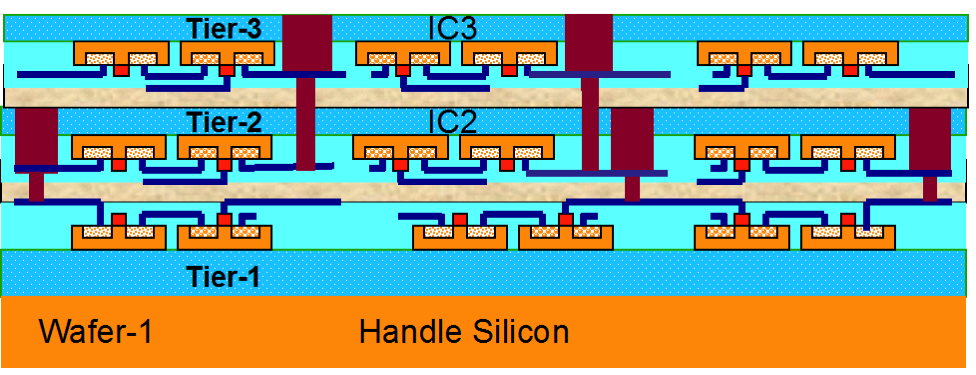 Tier-3 IC3
Tier-2 IC2
Tier-1
Wafer-1 Handle Silicon